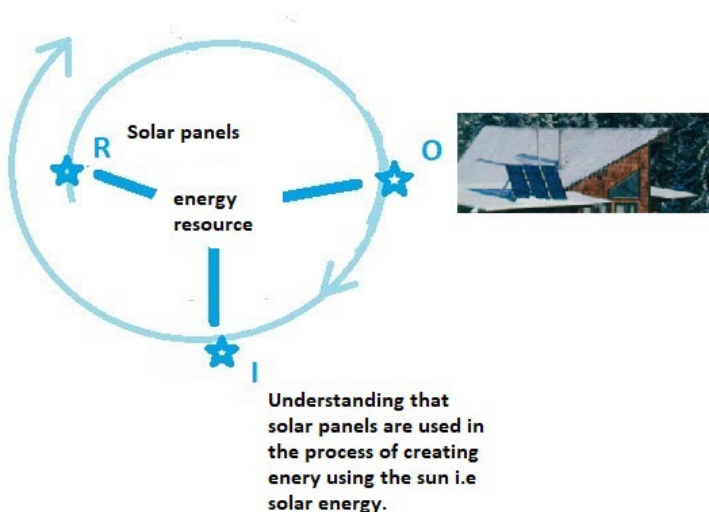 Solar panels
R
O
energy
resource
I
Understanding that
solar panels are used in
the process of creating
enery using the sun i.e
solar energy.